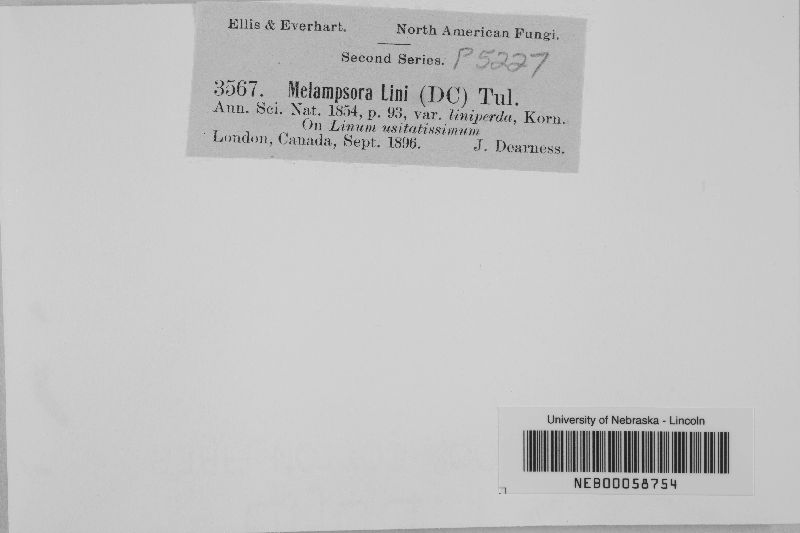 Ellis & Everhart. North American Fungi.
Second Series. P 5227
3567. Melampsora Lini (DC) Tul.
Ann. Sci. Nat. 1854, p. 93, var. liniperda, Korn.
On Linum usitatissimum
London, Canada, Sept. 1896. J. Dearness.
University of Nebraska - Lincoln
NEB00058754